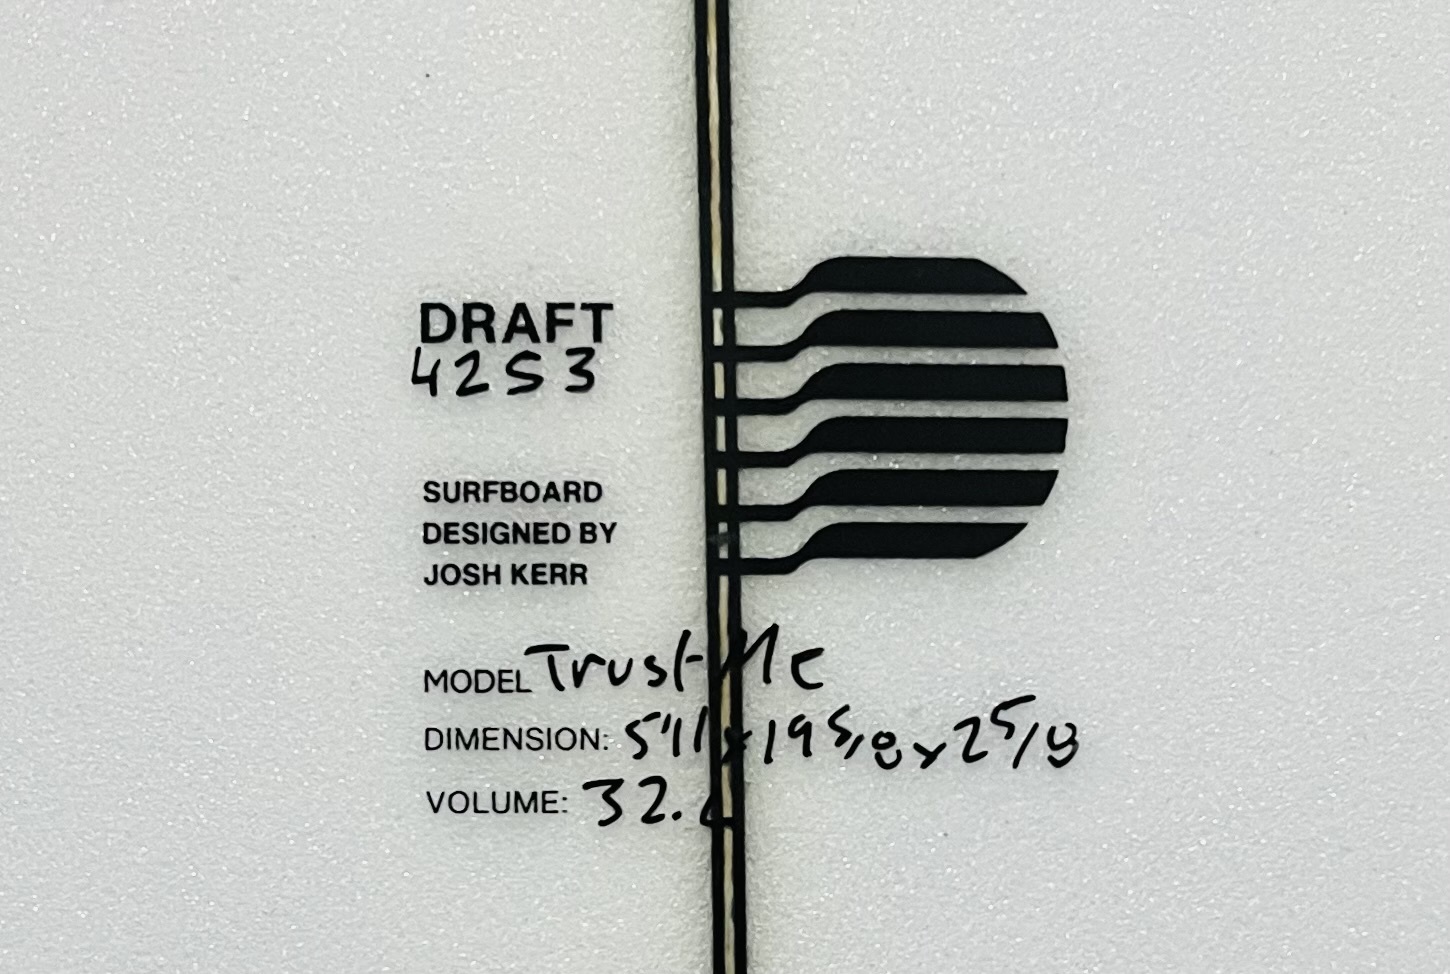 DRAFT
4253
SURFBOARD
DESIGNED BY
JOSH KERR
MODEL Trust Me
DIMENSION: 5'11 x 19 5/8 x 2 5/8
VOLUME: